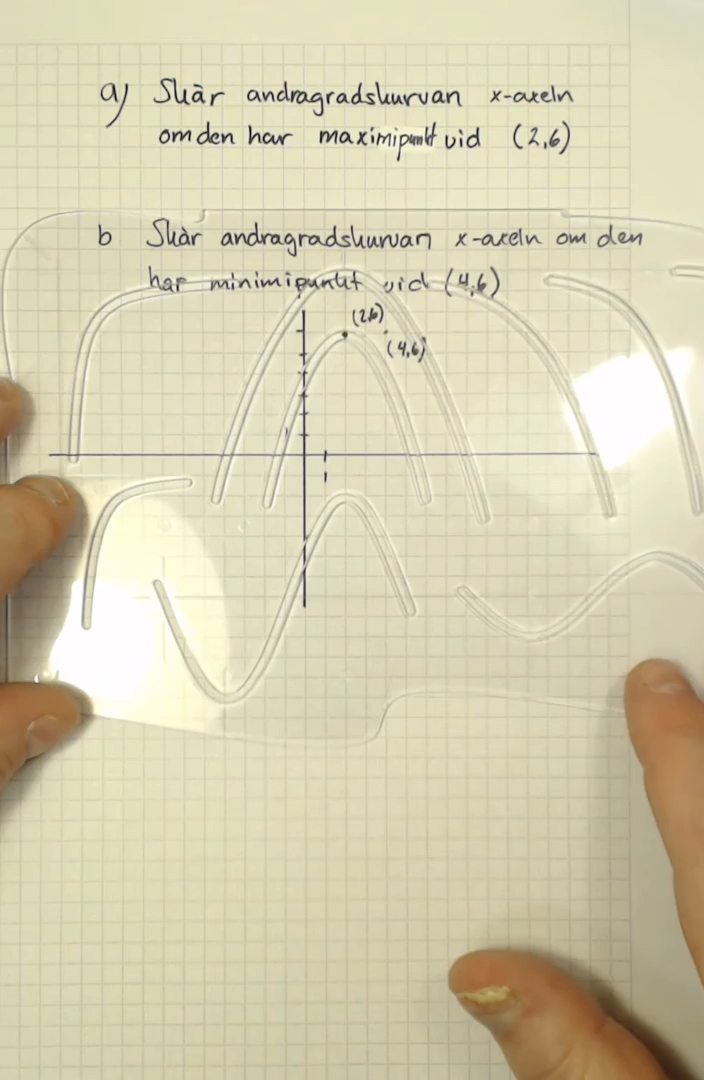 a) Skär andragradskurvan x-axeln
om den har maximipunkt vid (2,6)
b Skär andragradskurvan x-axeln om den
har minimipunkt vid (4,6)
(2,6)
(4,6)